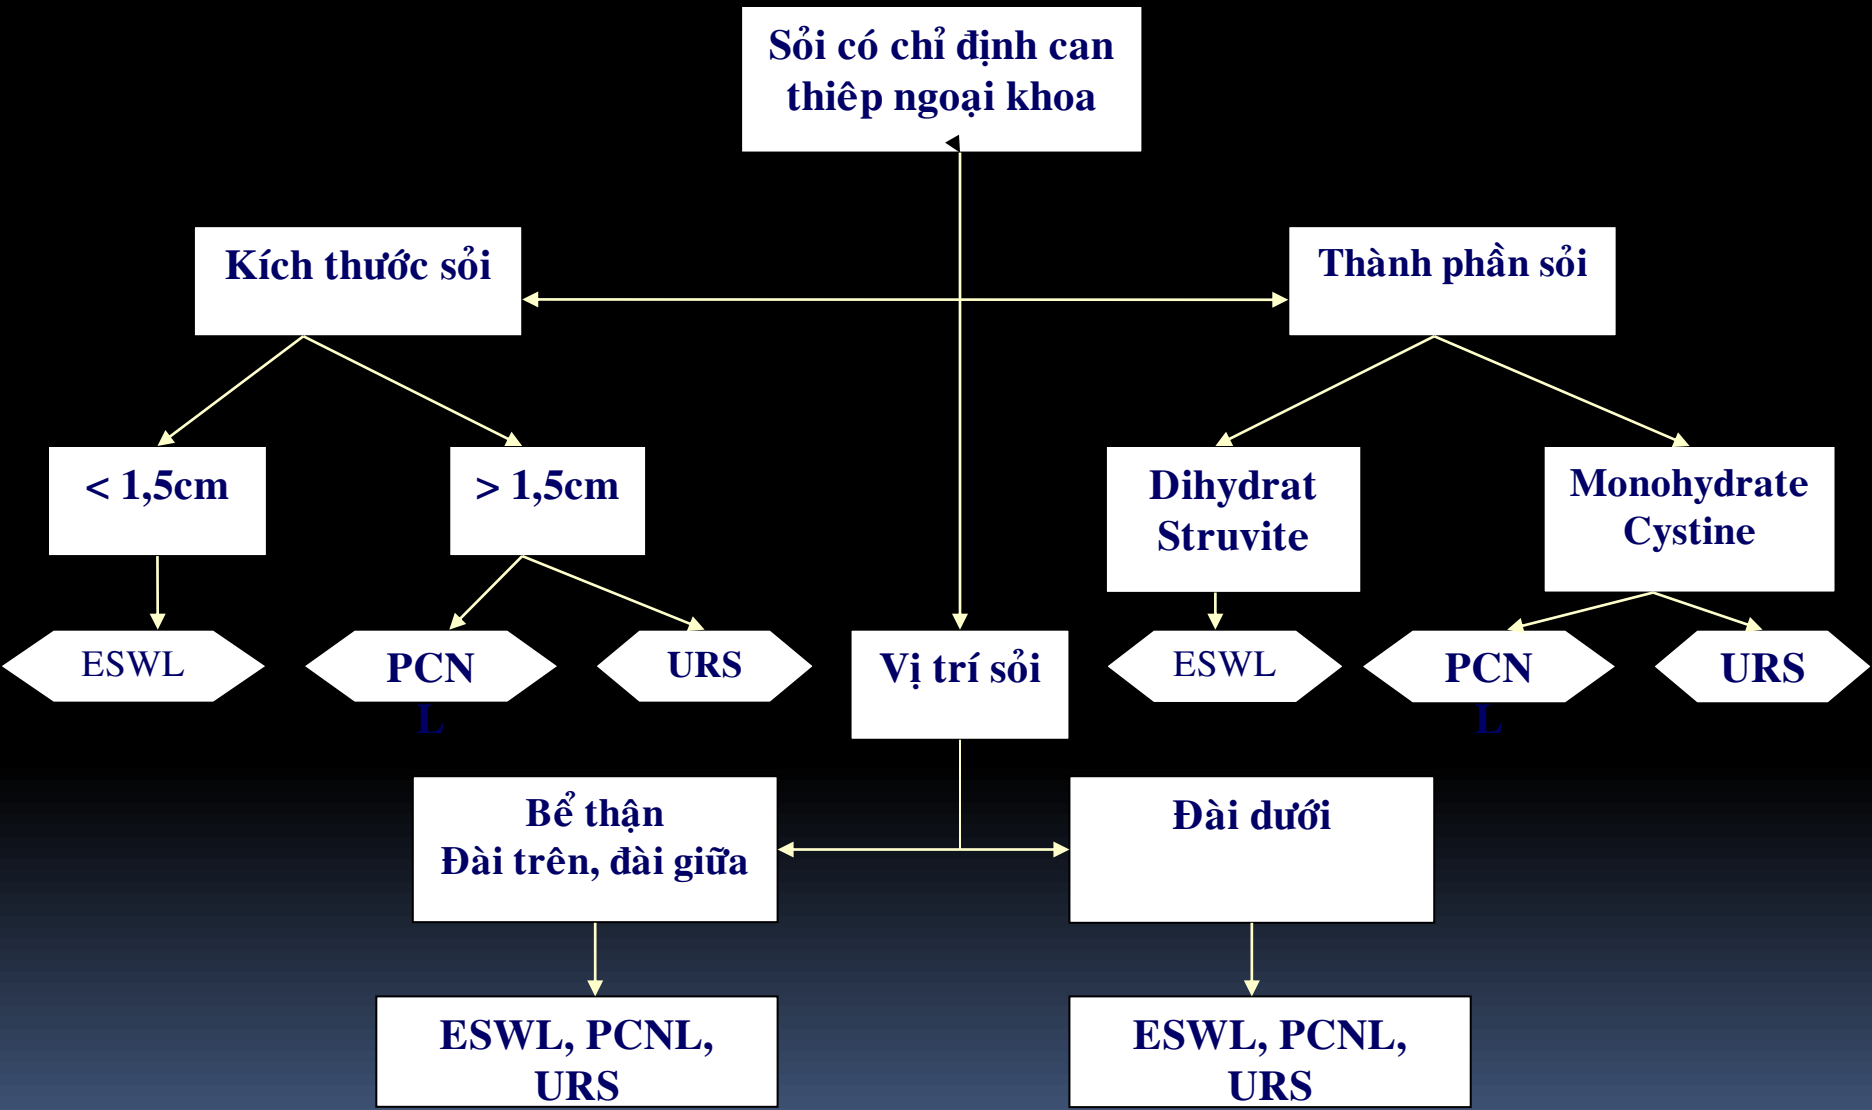 Sỏi có chỉ định can
thiêp ngoại khoa
Kích thước sỏi
Thành phần sỏi
< 1,5cm
> 1,5cm
Dihydrat
Struvite
Monohydrate
Cystine
ESWL
PCN
L
URS
Vị trí sỏi
ESWL
PCN
L
URS
Bể thận
Đài trên, đài giữa
Đài dưới
ESWL, PCNL,
URS
ESWL, PCNL,
URS